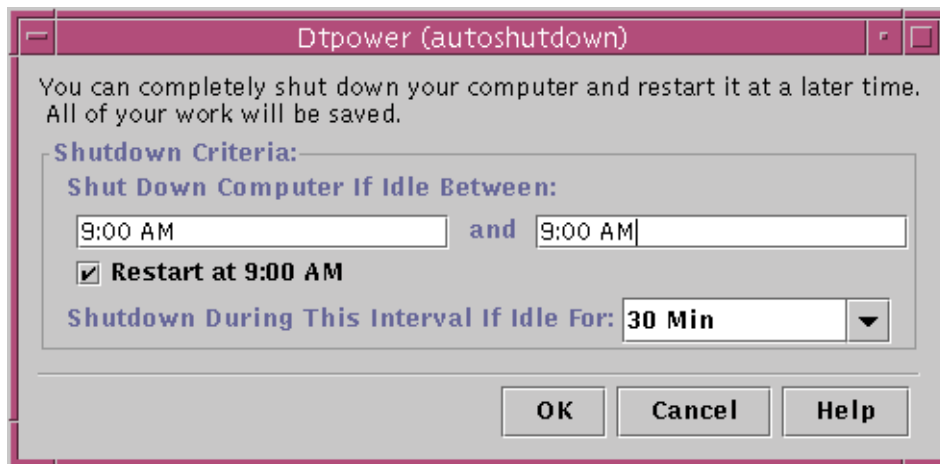 Dtpower (autoshutdown)
You can completely shut down your computer and restart it at a later time.
All of your work will be saved.
Shutdown Criteria:
Shut Down Computer If Idle Between:
9:00 AM and 9:00 AM
Restart at 9:00 AM
Shutdown During This Interval If Idle For: 30 Min
OK Cancel Help